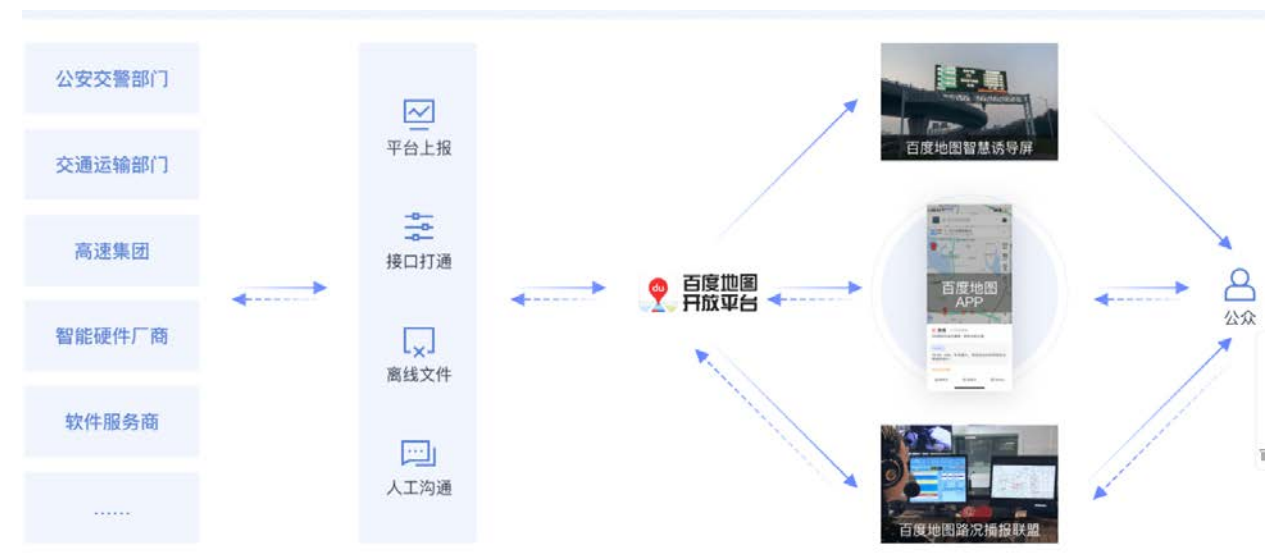 公安交警部门
交通运输部门
高速集团
智能硬件厂商
软件服务商
......
平台上报
接口打通
离线文件
人工沟通
du
百度地图
开放平台
百度地图智慧诱导屏
百度地图
APP
百度地图路况播报联盟
公众